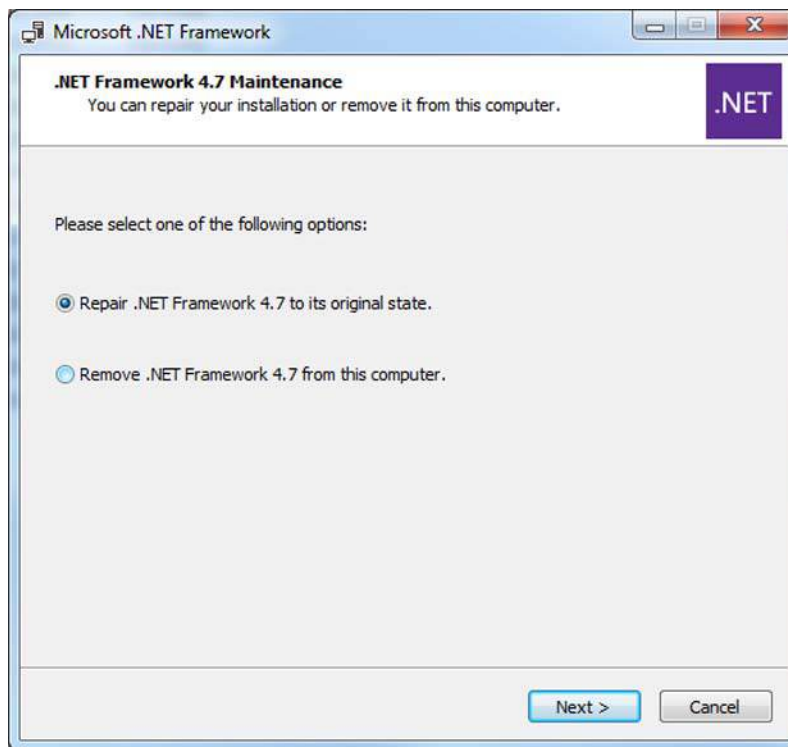 Microsoft .NET Framework
.NET Framework 4.7 Maintenance
You can repair your installation or remove it from this computer.
.NET
Please select one of the following options:
Repair .NET Framework 4.7 to its original state.
Remove .NET Framework 4.7 from this computer.
Next >
Cancel